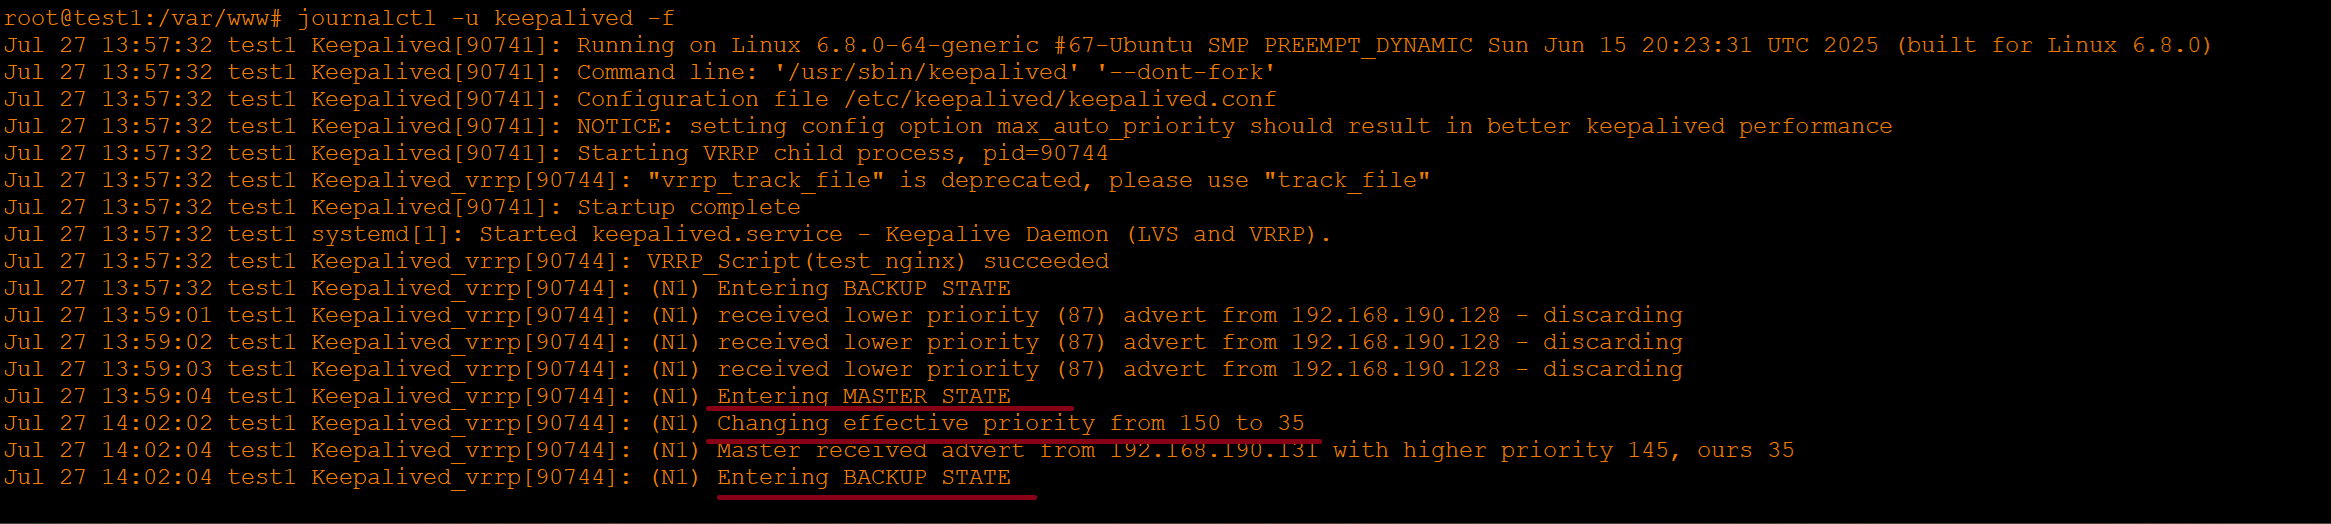 root@test1:/var/www# journalctl -u keepalived -f
Jul 27 13:57:32 test1 Keepalived[90741]: Running on Linux 6.8.0-64-generic #67-Ubuntu SMP PREEMPT_DYNAMIC Sun Jun 15 20:23:31 UTC 2025 (built for Linux 6.8.0)
Jul 27 13:57:32 test1 Keepalived[90741]: Command line: '/usr/sbin/keepalived' '--dont-fork'
Jul 27 13:57:32 test1 Keepalived[90741]: Configuration file /etc/keepalived/keepalived.conf
Jul 27 13:57:32 test1 Keepalived[90741]: NOTICE: setting config option max_auto_priority should result in better keepalived performance
Jul 27 13:57:32 test1 Keepalived[90741]: Starting VRRP child process, pid=90744
Jul 27 13:57:32 test1 Keepalived_vrrp[90744]: "vrrp_track_file" is deprecated, please use "track_file"
Jul 27 13:57:32 test1 Keepalived[90741]: Startup complete
Jul 27 13:57:32 test1 systemd[1]: Started keepalived.service - Keepalive Daemon (LVS and VRRP).
Jul 27 13:57:32 test1 Keepalived_vrrp[90744]: VRRP_Script(test_nginx) succeeded
Jul 27 13:57:32 test1 Keepalived_vrrp[90744]: (N1) Entering BACKUP STATE
Jul 27 13:59:01 test1 Keepalived_vrrp[90744]: (N1) received lower priority (87) advert from 192.168.190.128 - discarding
Jul 27 13:59:02 test1 Keepalived_vrrp[90744]: (N1) received lower priority (87) advert from 192.168.190.128 - discarding
Jul 27 13:59:03 test1 Keepalived_vrrp[90744]: (N1) received lower priority (87) advert from 192.168.190.128 - discarding
Jul 27 13:59:04 test1 Keepalived_vrrp[90744]: (N1) Entering MASTER STATE
Jul 27 14:02:02 test1 Keepalived_vrrp[90744]: (N1) Changing effective priority from 150 to 35
Jul 27 14:02:04 test1 Keepalived_vrrp[90744]: (N1) Master received advert from 192.168.190.131 with higher priority 145, ours 35
Jul 27 14:02:04 test1 Keepalived_vrrp[90744]: (N1) Entering BACKUP STATE